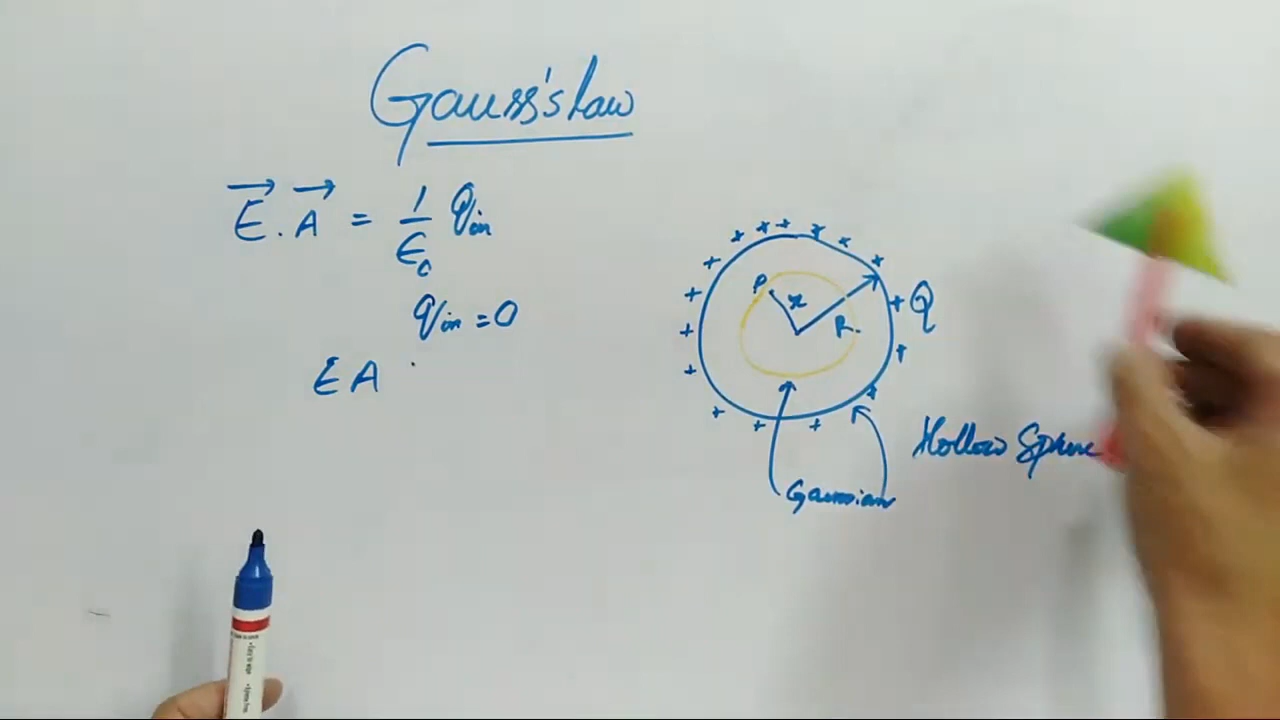 Gauss's Law
E⃗ . A⃗ = 1/ε₀ qin
qin = 0
EA
P x R
Q
Hollow Sphere
Gaussian